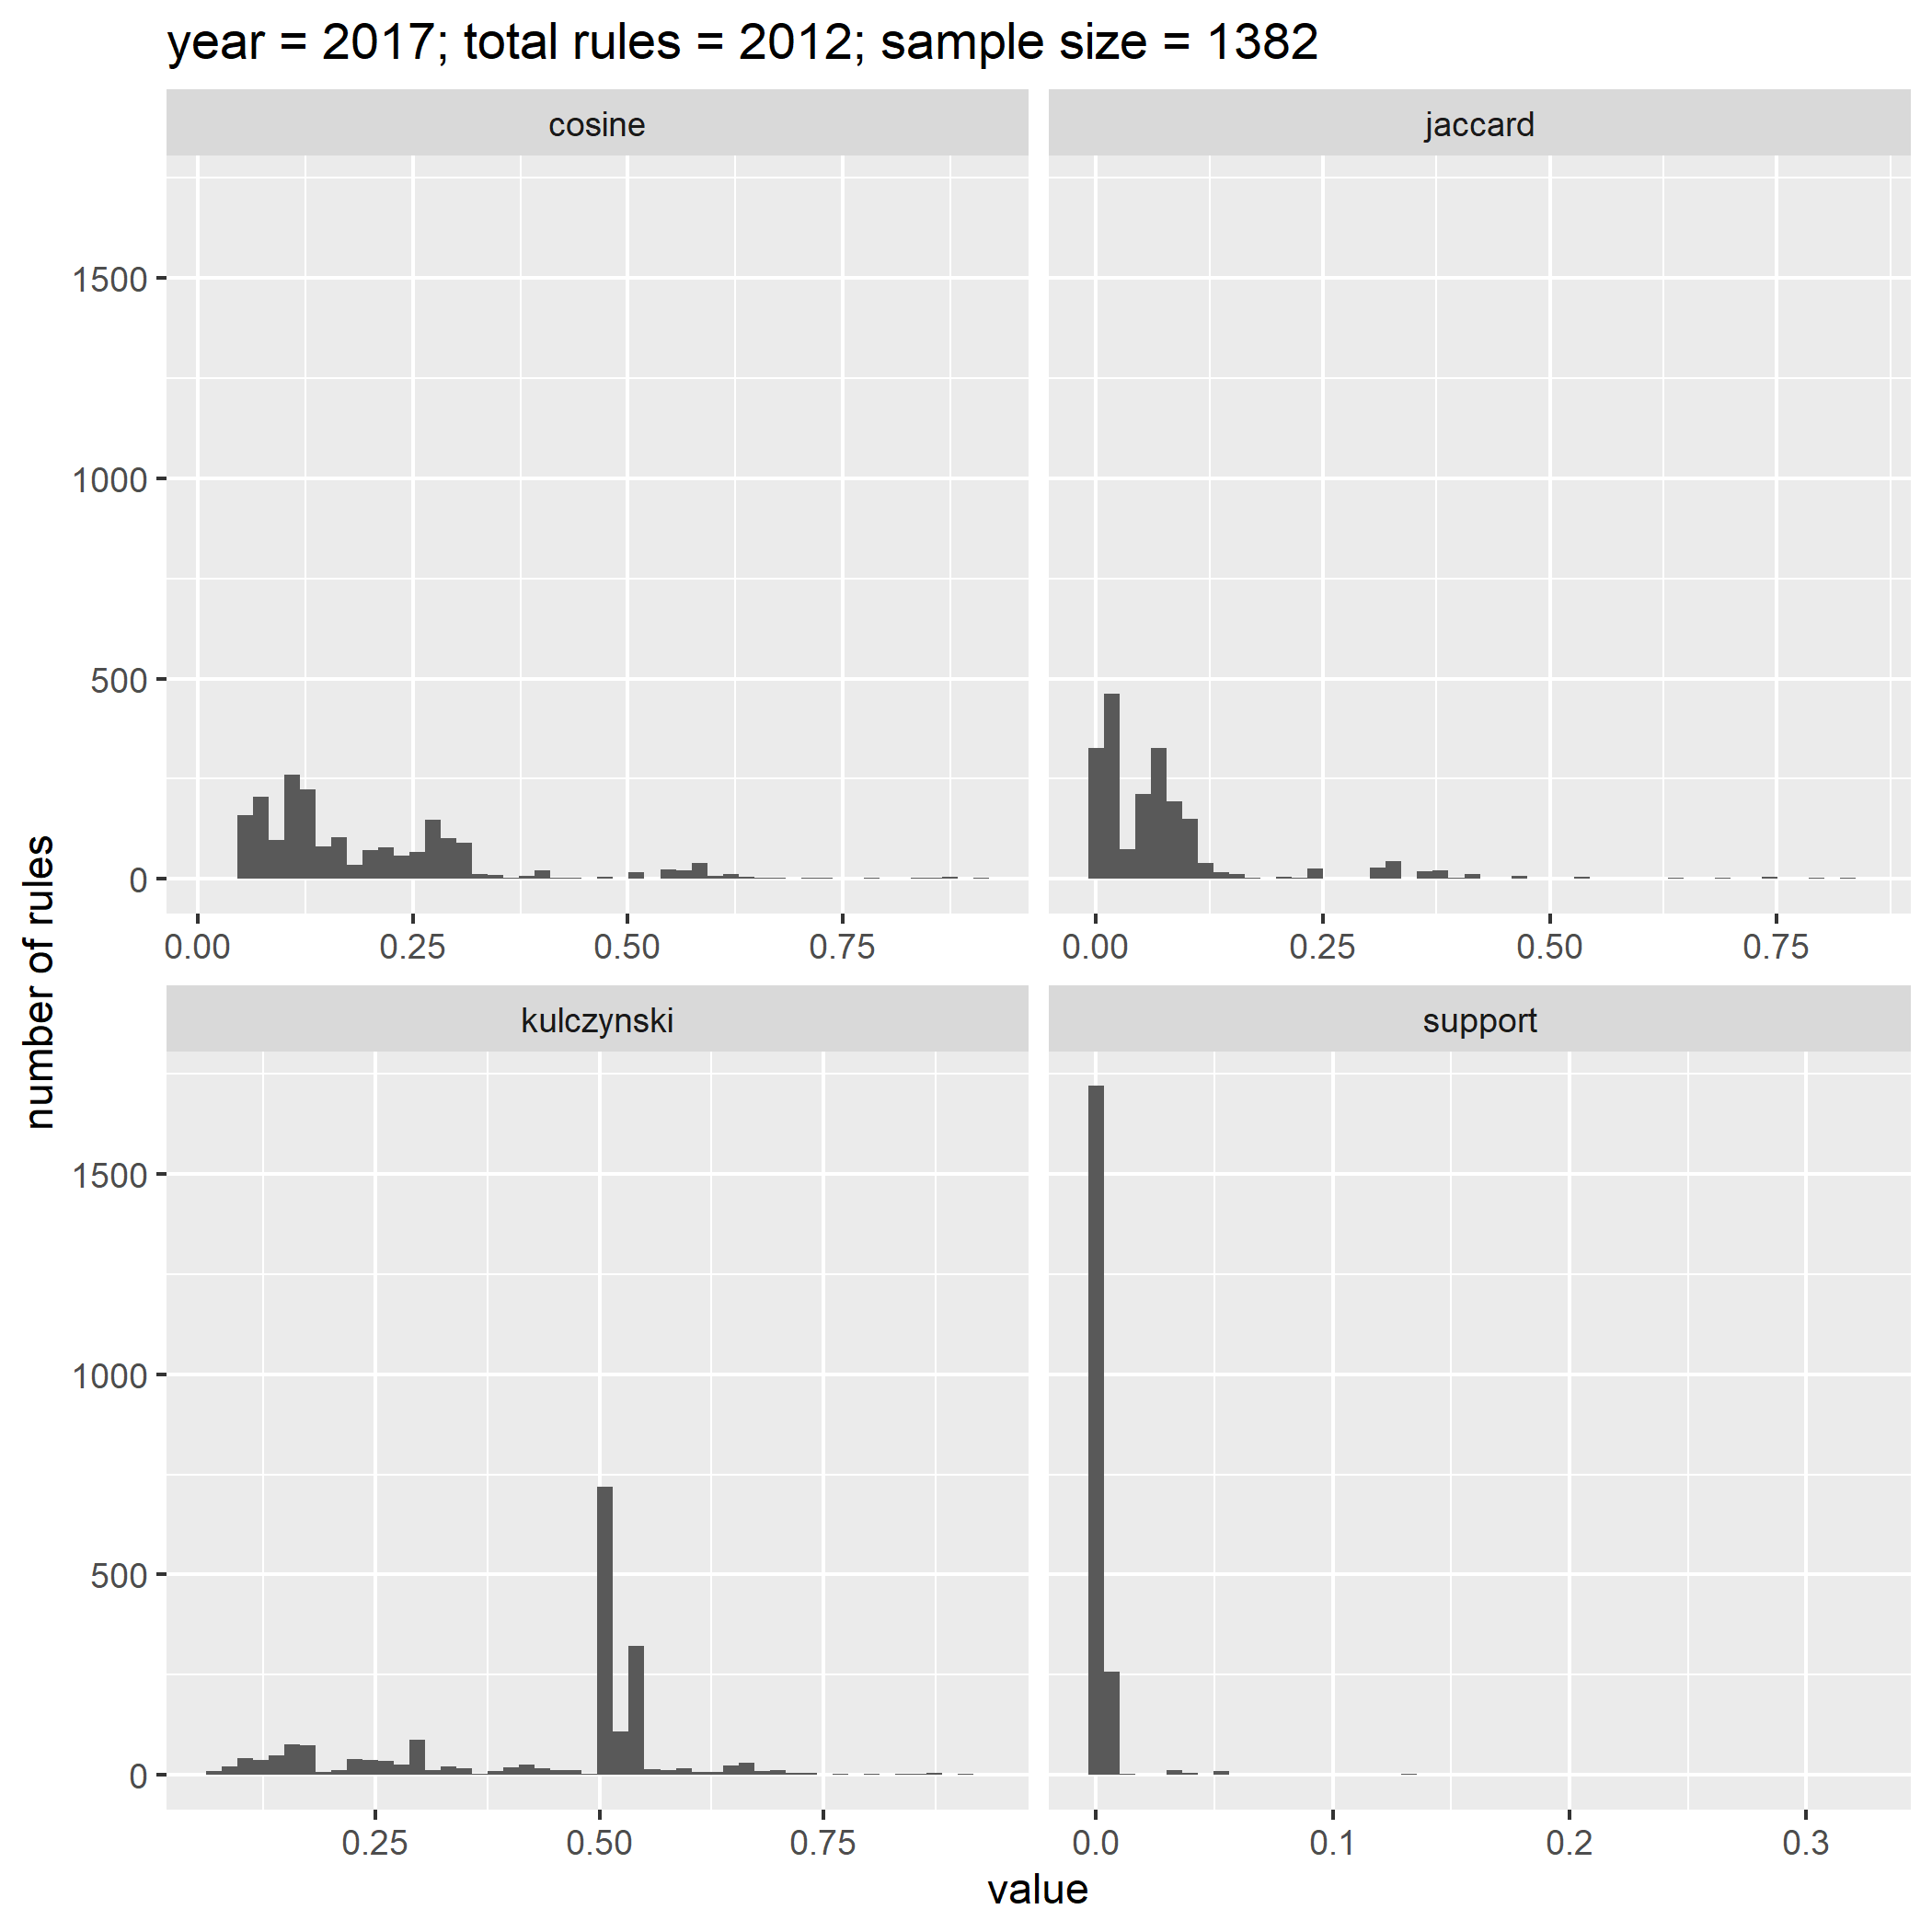 year = 2017; total rules = 2012; sample size = 1382
cosine
jaccard
1500
1000
500
0
0.00 0.25 0.50 0.75
0.00 0.25 0.50 0.75
number of rules
kulczynski
support
1500
1000
500
0
0.25 0.50 0.75
0.0 0.1 0.2 0.3
value